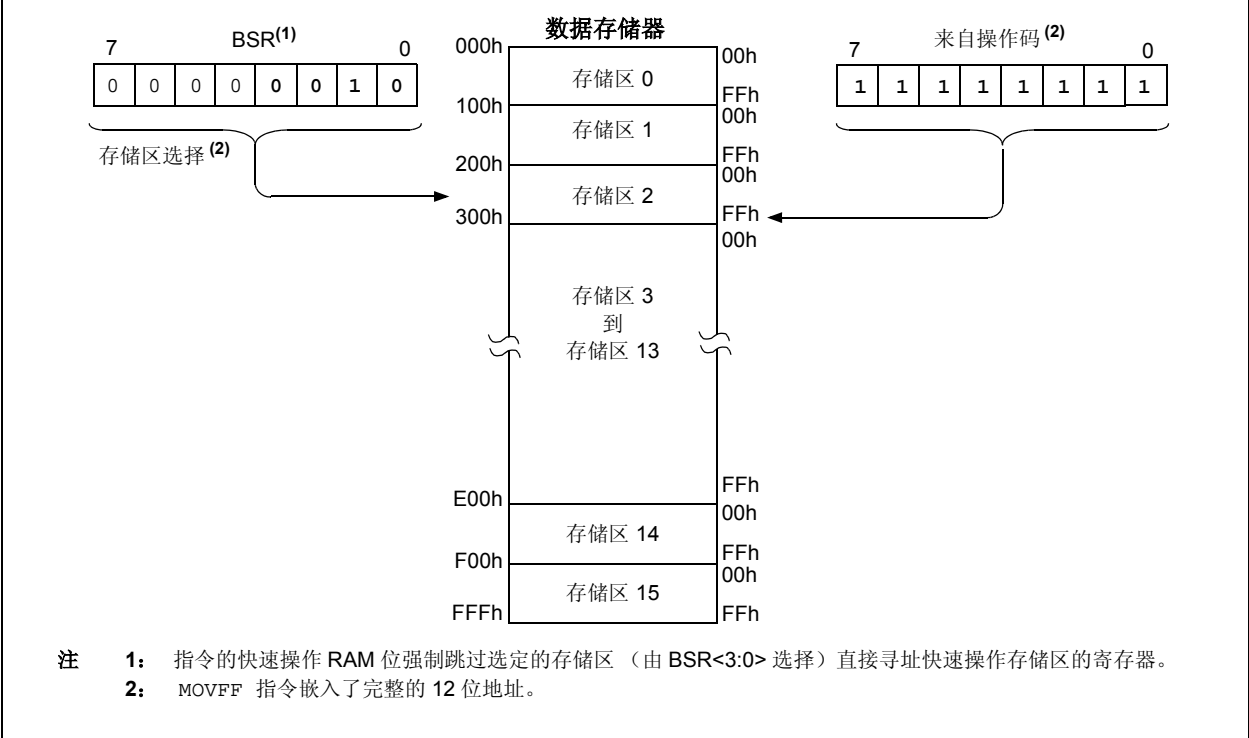 数据存储器
7 BSR(1) 0
0 0 0 0 0 0 1 0
存储区选择(2)
000h
100h
200h
300h
E00h
F00h
FFFh
存储区 0
存储区 1
存储区 2
存储区 3
到
存储区 13
存储区 14
存储区 15
00h
FFh
00h
FFh
00h
FFh
00h
FFh
00h
FFh
00h
FFh
7 来自操作码(2) 0
1 1 1 1 1 1 1 1
注 1: 指令的快速操作 RAM 位强制跳过选定的存储区 （由 BSR<3:0> 选择）直接寻址快速操作存储区的寄存器。
2: MOVFF 指令嵌入了完整的 12 位地址。